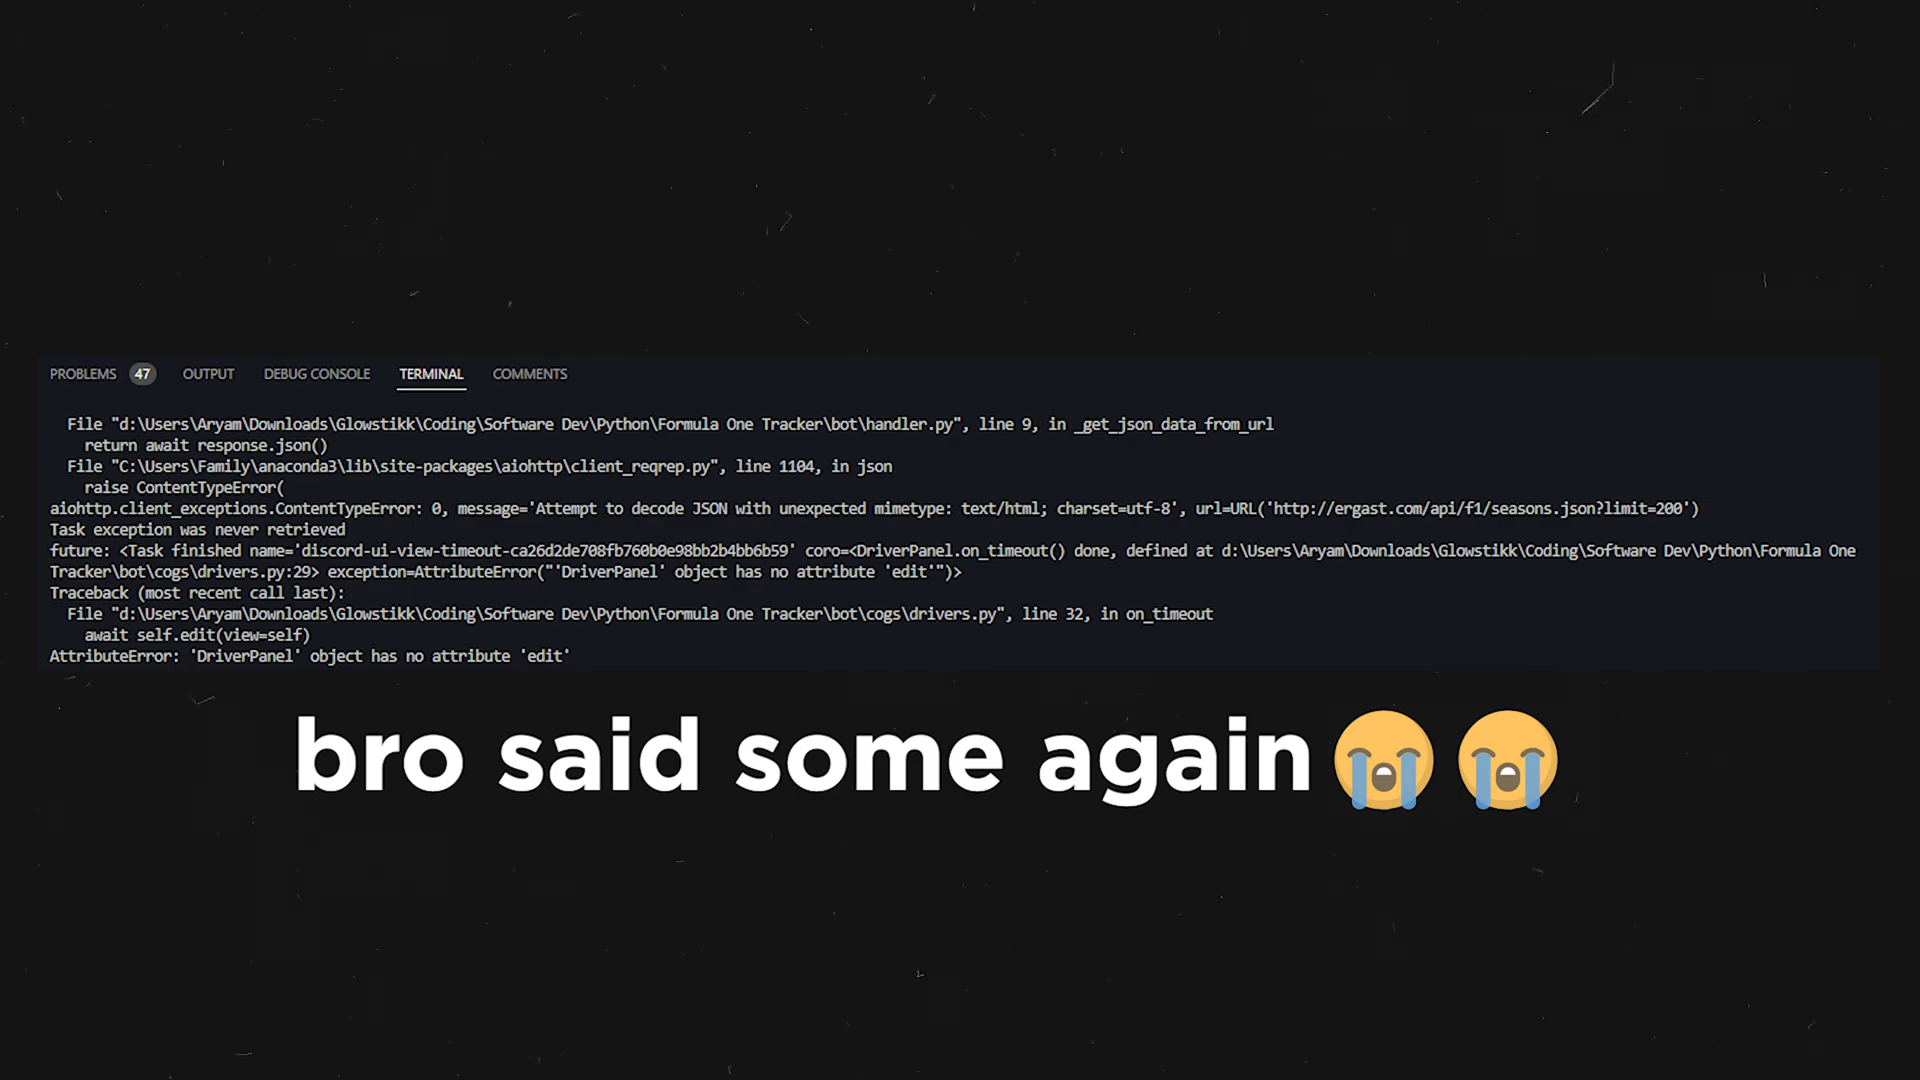 PROBLEMS 47 OUTPUT DEBUG CONSOLE TERMINAL COMMENTS
File "d:\Users\Aryam\Downloads\Glowstikk\Coding\Software Dev\Python\Formula One Tracker\bot\handler.py", line 9, in _get_json_data_from_url
return await response.json()
File "C:\Users\Family\anaconda3\lib\site-packages\aiohttp\client_reqrep.py", line 1104, in json
raise ContentTypeError(
aiohttp.client_exceptions.ContentTypeError: 0, message='Attempt to decode JSON with unexpected mimetype: text/html; charset=utf-8', url=URL('http://ergast.com/api/f1/seasons.json?limit=200')
Task exception was never retrieved
future: <Task finished name='discord-ui-view-timeout-ca26d2de708fb760b0e98bb2b4bb6b59' coro=<DriverPanel.on_timeout() done, defined at d:\Users\Aryam\Downloads\Glowstikk\Coding\Software Dev\Python\Formula One
Tracker\bot\cogs\drivers.py:29> exception=AttributeError("'DriverPanel' object has no attribute 'edit'")>
Traceback (most recent call last):
File "d:\Users\Aryam\Downloads\Glowstikk\Coding\Software Dev\Python\Formula One Tracker\bot\cogs\drivers.py", line 32, in on_timeout
await self.edit(view=self)
AttributeError: 'DriverPanel' object has no attribute 'edit'
bro said some again😭😭